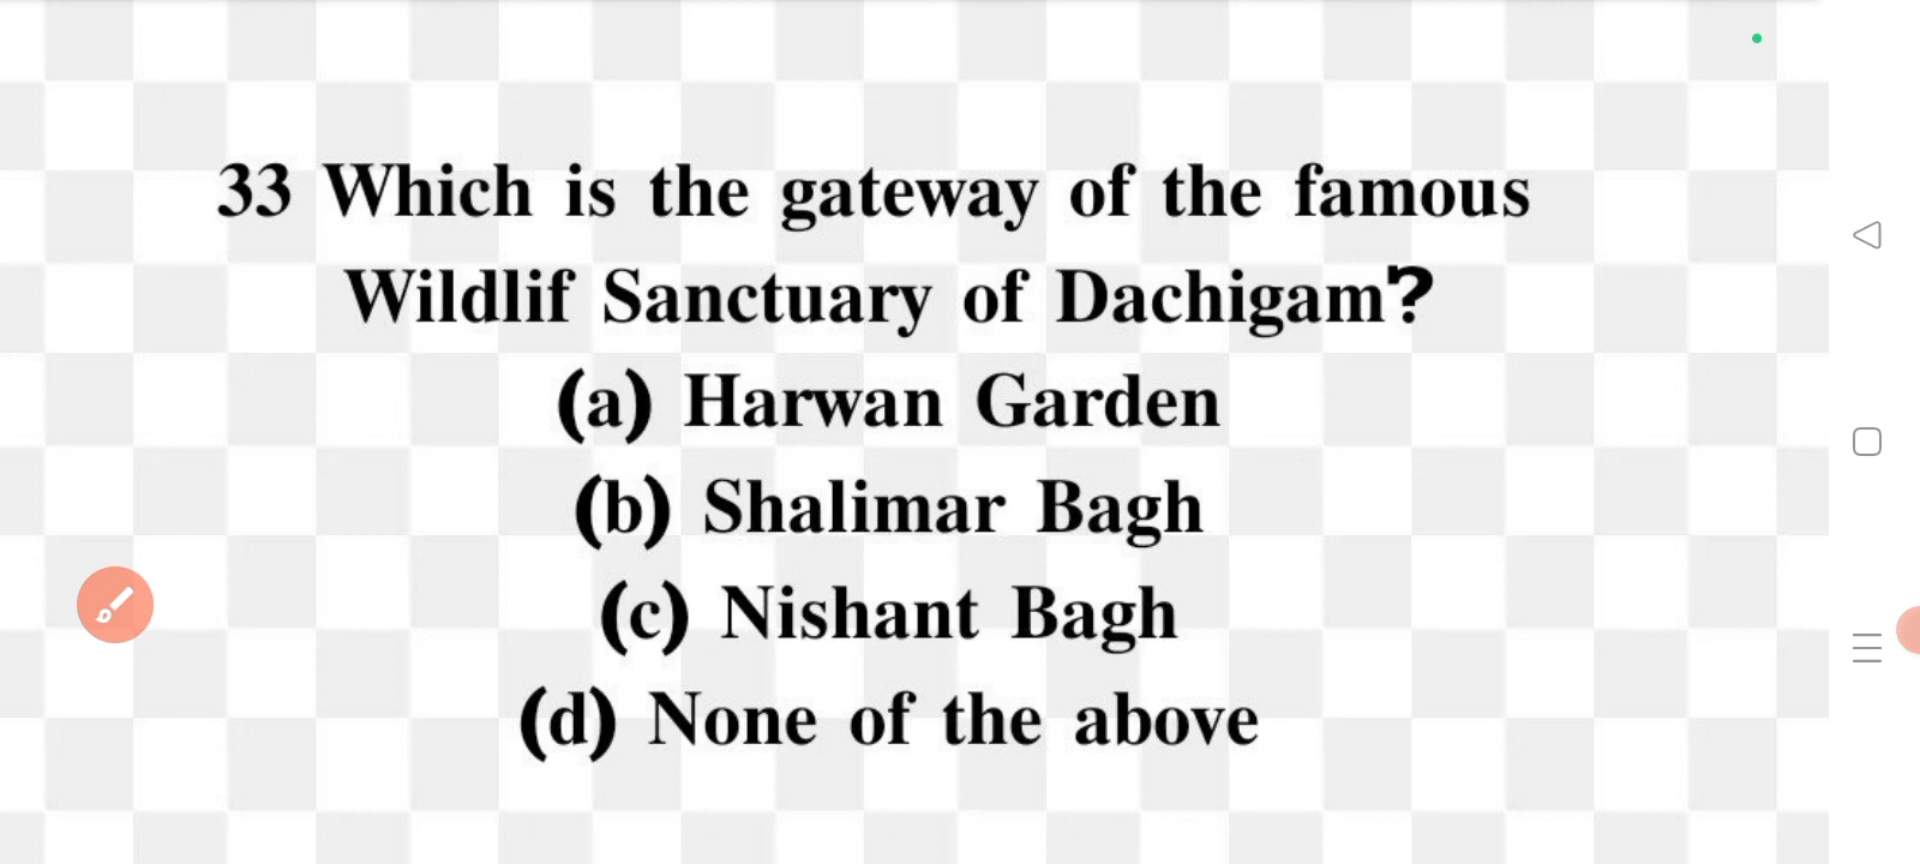 33 Which is the gateway of the famous
Wildlif Sanctuary of Dachigam?
(a) Harwan Garden
(b) Shalimar Bagh
(c) Nishant Bagh
(d) None of the above